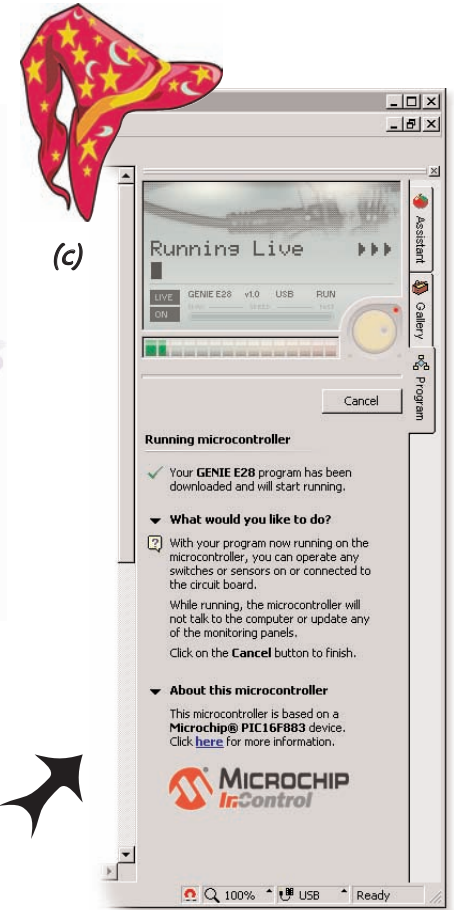 (c)
Running Live
LIVE GENIE E28 v1.0 USB RUN
ON
Assistant
Gallery
Program
Cancel
Running microcontroller
Your GENIE E28 program has been
downloaded and will start running.
What would you like to do?
With your program now running on the
microcontroller, you can operate any
switches or sensors on or connected to
the circuit board.
While running, the microcontroller will
not talk to the computer or update any
of the monitoring panels.
Click on the Cancel button to finish.
About this microcontroller
This microcontroller is based on a
Microchip® PIC16F883 device.
Click here for more information.
MICROCHIP
InControl
100% USB Ready